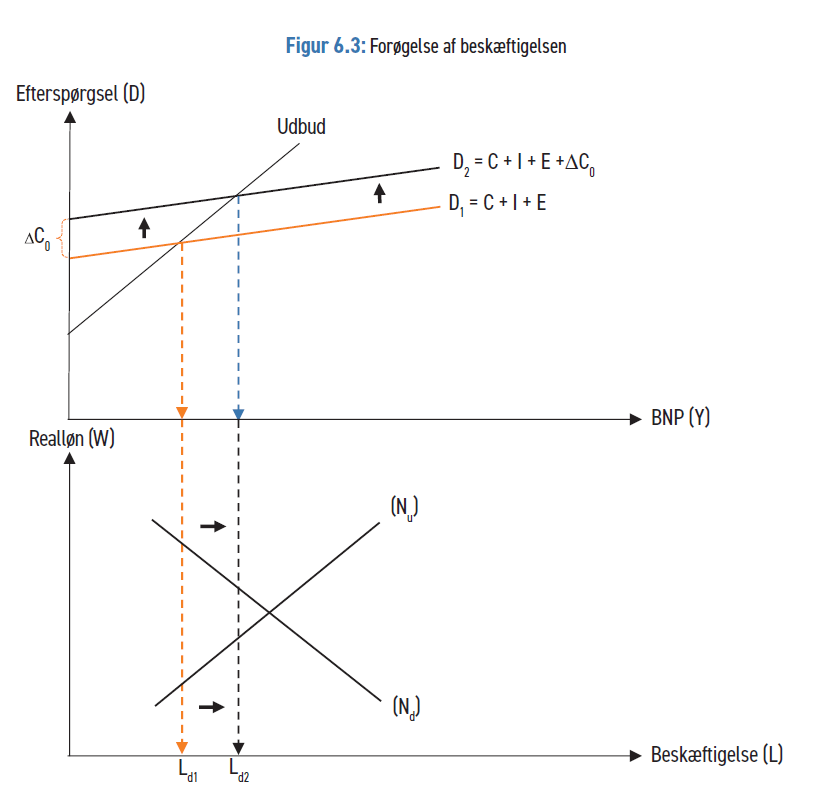 Figur 6.3: Forøgelse af beskæftigelsen
Efterspørgsel (D)
Udbud
D2 = C + I + E +ΔC0
D1 = C + I + E
ΔC0
BNP (Y)
Realløn (W)
(Nu)
(Nd)
Beskæftigelse (L)
Ld1
Ld2